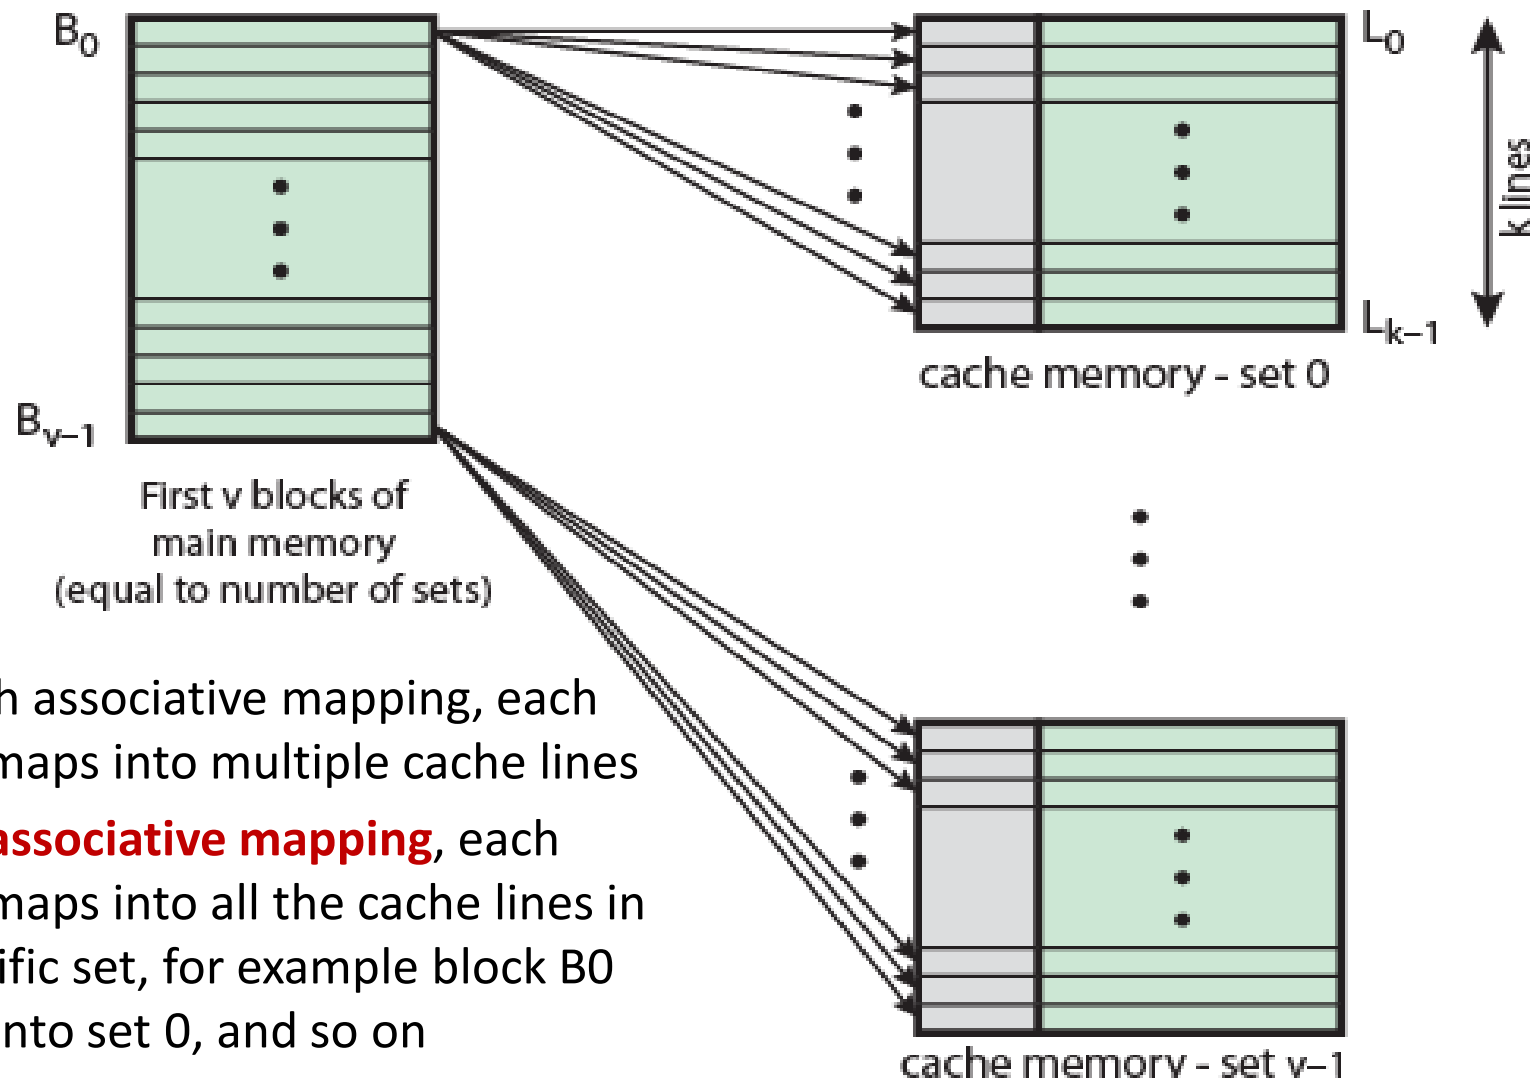 B0
L0
k lines
Lk−1
cache memory - set 0
Bv−1
First v blocks of
main memory
(equal to number of sets)
h associative mapping, each
maps into multiple cache lines
associative mapping, each
maps into all the cache lines in
ific set, for example block B0
nto set 0, and so on
cache memory - set v−1